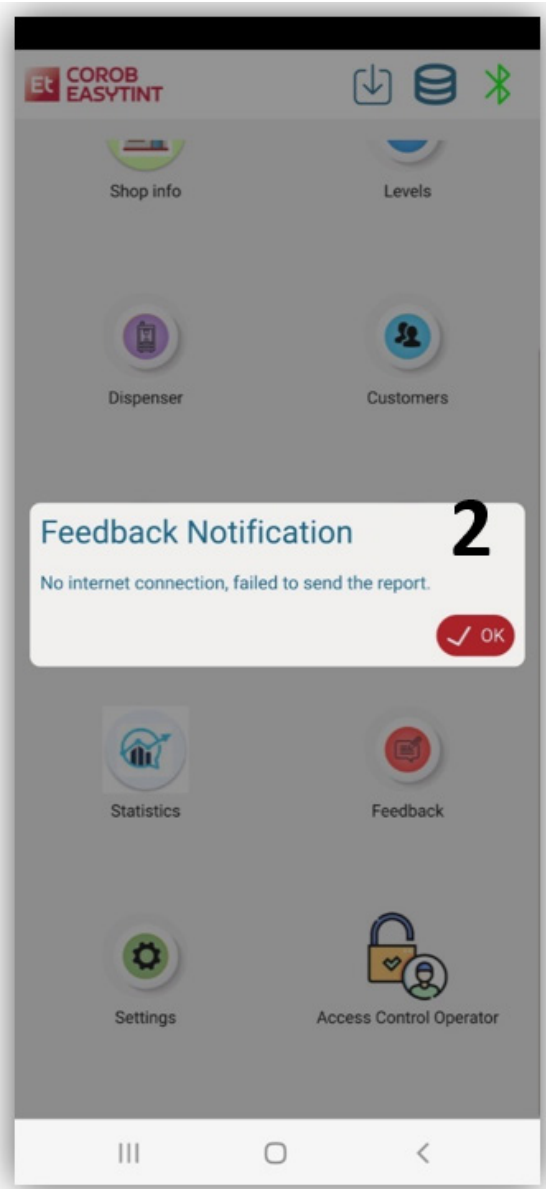 Et COROB
EASYTINT
Shop info
Levels
Dispenser
Customers
Feedback Notification
2
No internet connection, failed to send the report.
OK
Statistics
Feedback
Settings
Access Control Operator